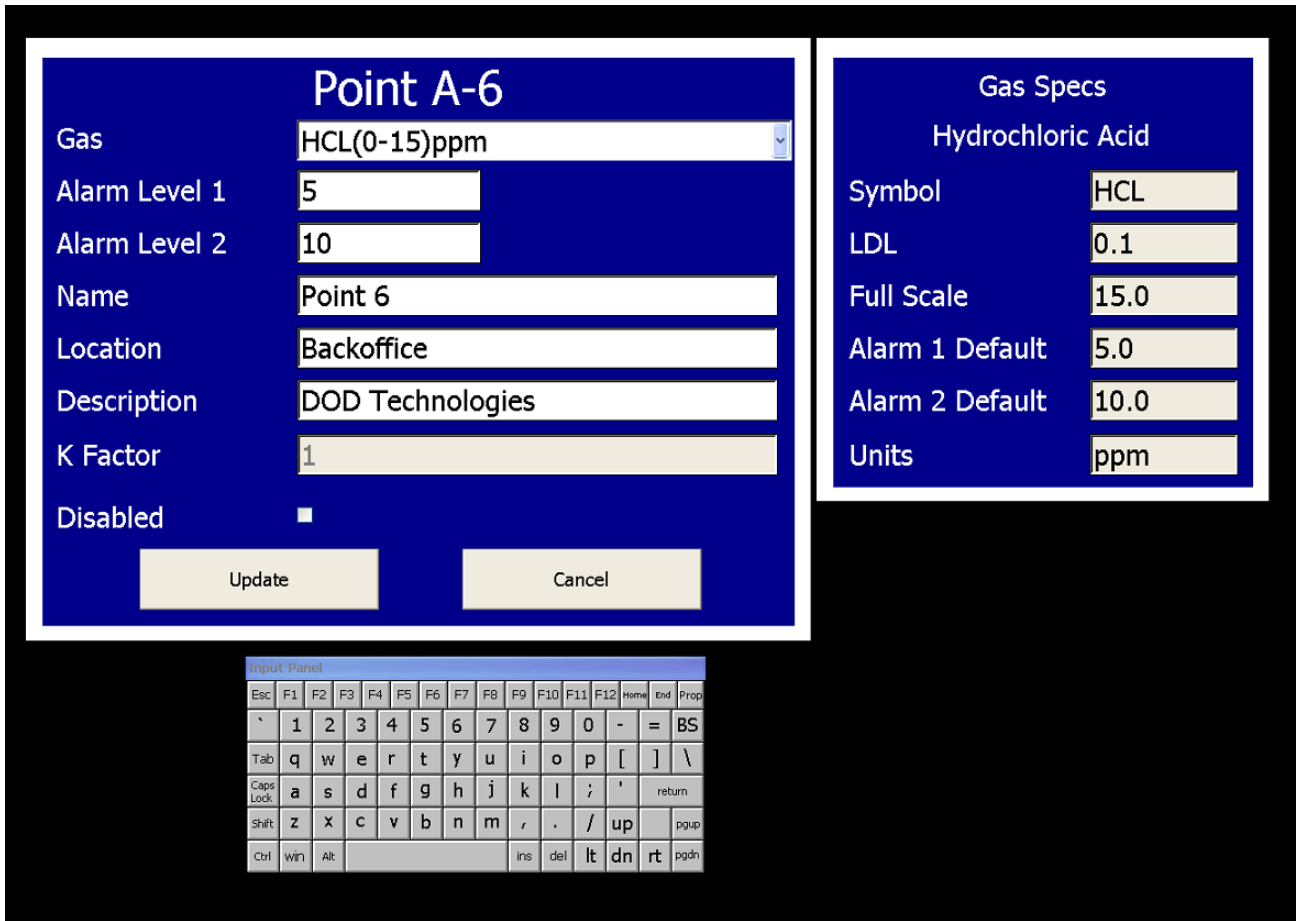 Point A-6
Gas HCL(0-15)ppm
Alarm Level 1 5
Alarm Level 2 10
Name Point 6
Location Backoffice
Description DOD Technologies
K Factor 1
Disabled
Update Cancel
Gas Specs
Hydrochloric Acid
Symbol HCL
LDL 0.1
Full Scale 15.0
Alarm 1 Default 5.0
Alarm 2 Default 10.0
Units ppm
Input Panel
Esc F1 F2 F3 F4 F5 F6 F7 F8 F9 F10 F11 F12 Home End Prop
` 1 2 3 4 5 6 7 8 9 0 - = BS
Tab q w e r t y u i o p [ ] \
Caps Lock a s d f g h j k l ; ' return
Shift z x c v b n m , . / up pgup
Ctrl win Alt ins del lt dn rt pgdn